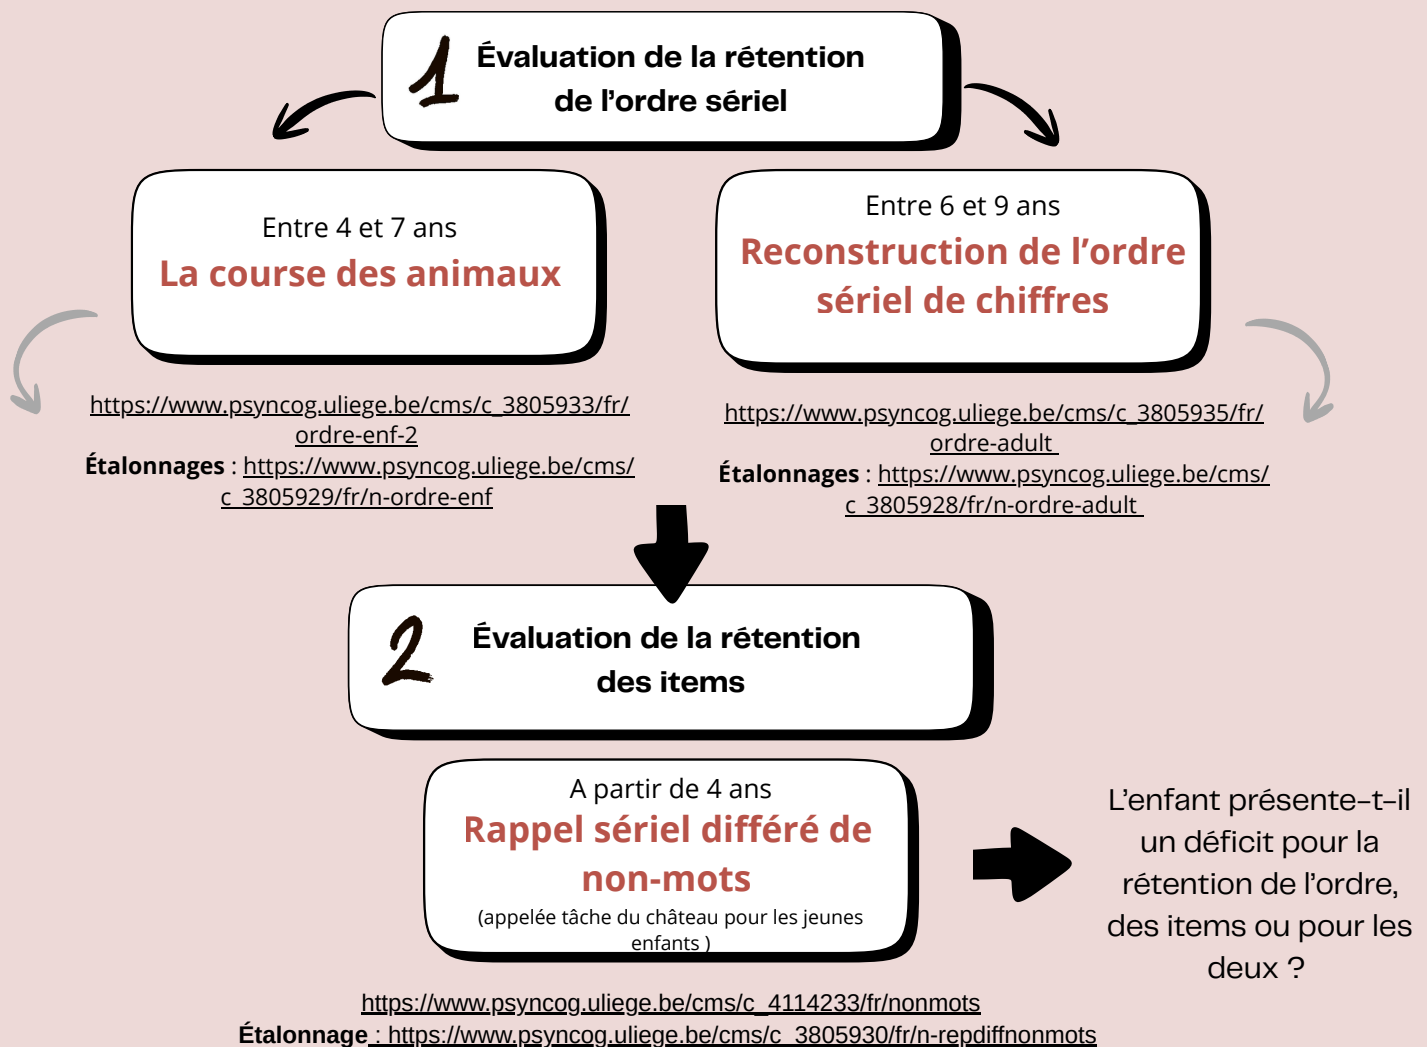 1
Évaluation de la rétention
de l'ordre sériel
Entre 4 et 7 ans
La course des animaux
https://www.psyncog.uliege.be/cms/c_3805933/fr/
ordre-enf-2
Étalonnages : https://www.psyncog.uliege.be/cms/
c_3805929/fr/n-ordre-enf
Entre 6 et 9 ans
Reconstruction de l’ordre
sériel de chiffres
https://www.psyncog.uliege.be/cms/c_3805935/fr/
ordre-adult
Étalonnages : https://www.psyncog.uliege.be/cms/
c_3805928/fr/n-ordre-adult
2
Évaluation de la rétention
des items
A partir de 4 ans
Rappel sériel différé de
non-mots
(appelée tâche du château pour les jeunes
enfants )
https://www.psyncog.uliege.be/cms/c_4114233/fr/nonmots
Étalonnage : https://www.psyncog.uliege.be/cms/c_3805930/fr/n-repdiffnonmots
L’enfant présente-t-il
un déficit pour la
rétention de l’ordre,
des items ou pour les
deux ?